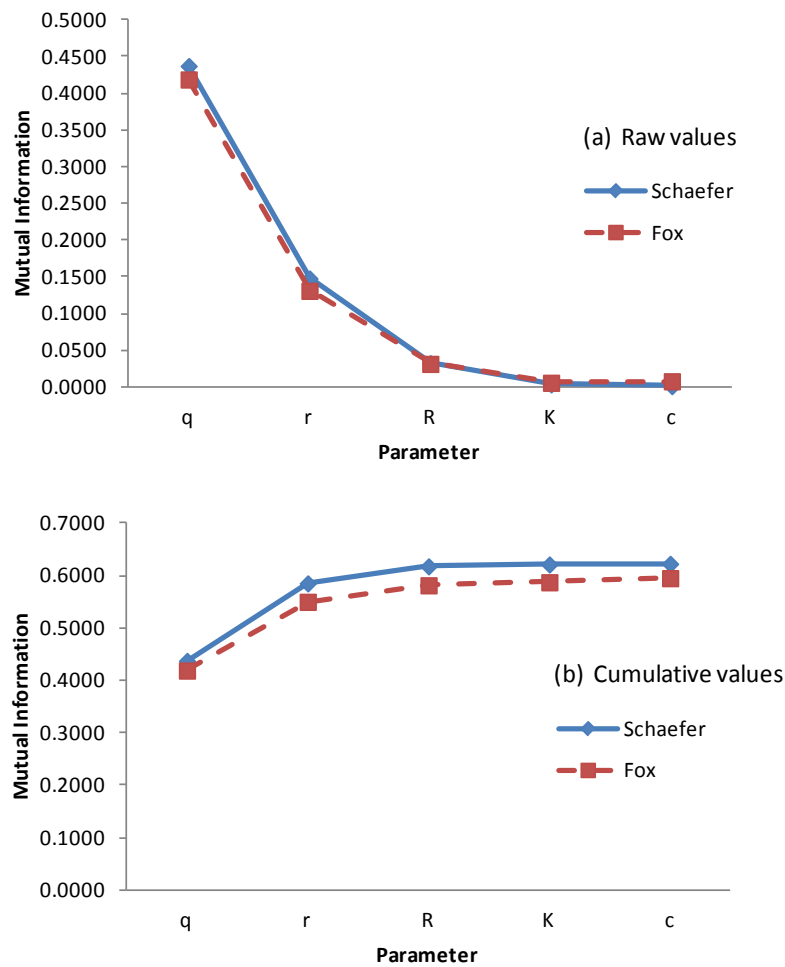 0.5000
0.4500
0.4000
0.3500
0.3000
0.2500
0.2000
0.1500
0.1000
0.0500
0.0000
Mutual Information
(a) Raw values
Schaefer
Fox
q r R K c
Parameter
0.7000
0.6000
0.5000
0.4000
0.3000
0.2000
0.1000
0.0000
Mutual Information
(b) Cumulative values
Schaefer
Fox
q r R K c
Parameter